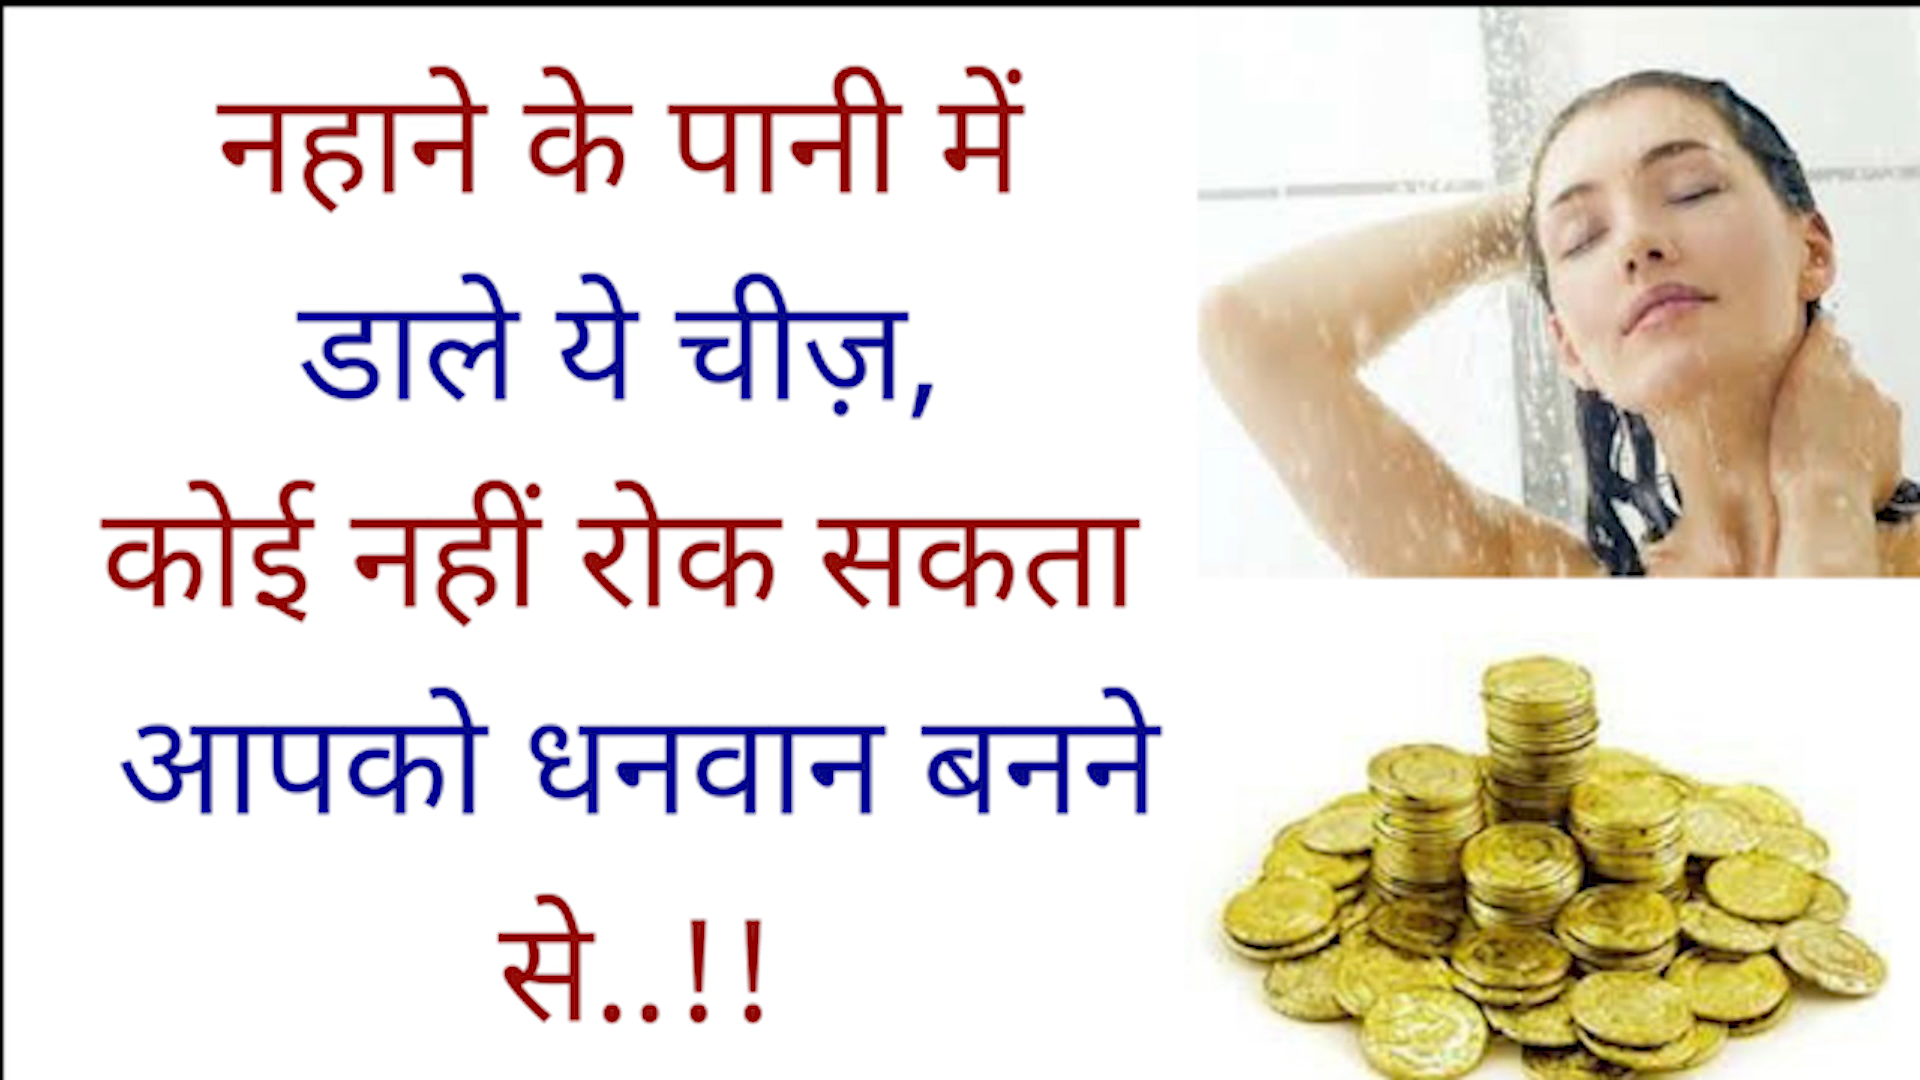 नहाने के पानी में
डाले ये चीज़,
कोई नहीं रोक सकता
आपको धनवान बनने
से..!!